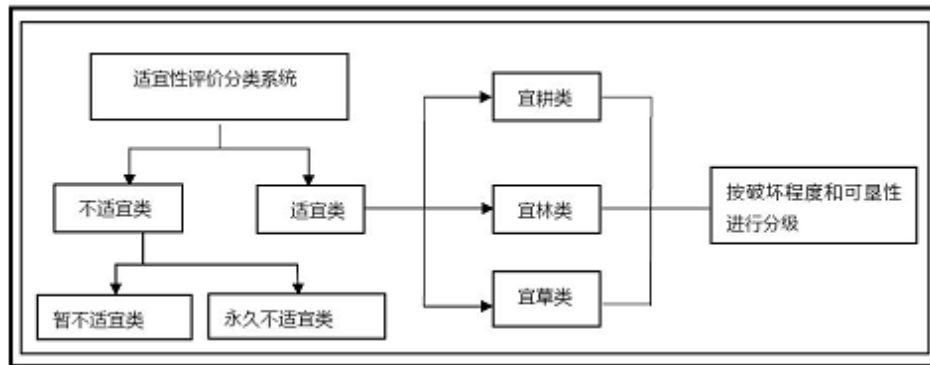 适宜性评价分类系统
宜耕类
不适宜类
适宜类
宜林类
按破坏程度和可垦性
进行分级
暂不适宜类
永久不适宜类
宜草类